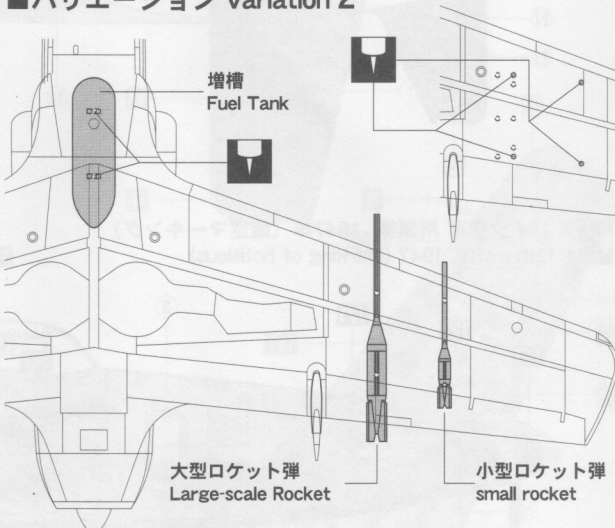 ■バリエーション Variation 2
増槽
Fuel Tank
大型ロケット弾
Large-scale Rocket
小型ロケット弾
small rocket